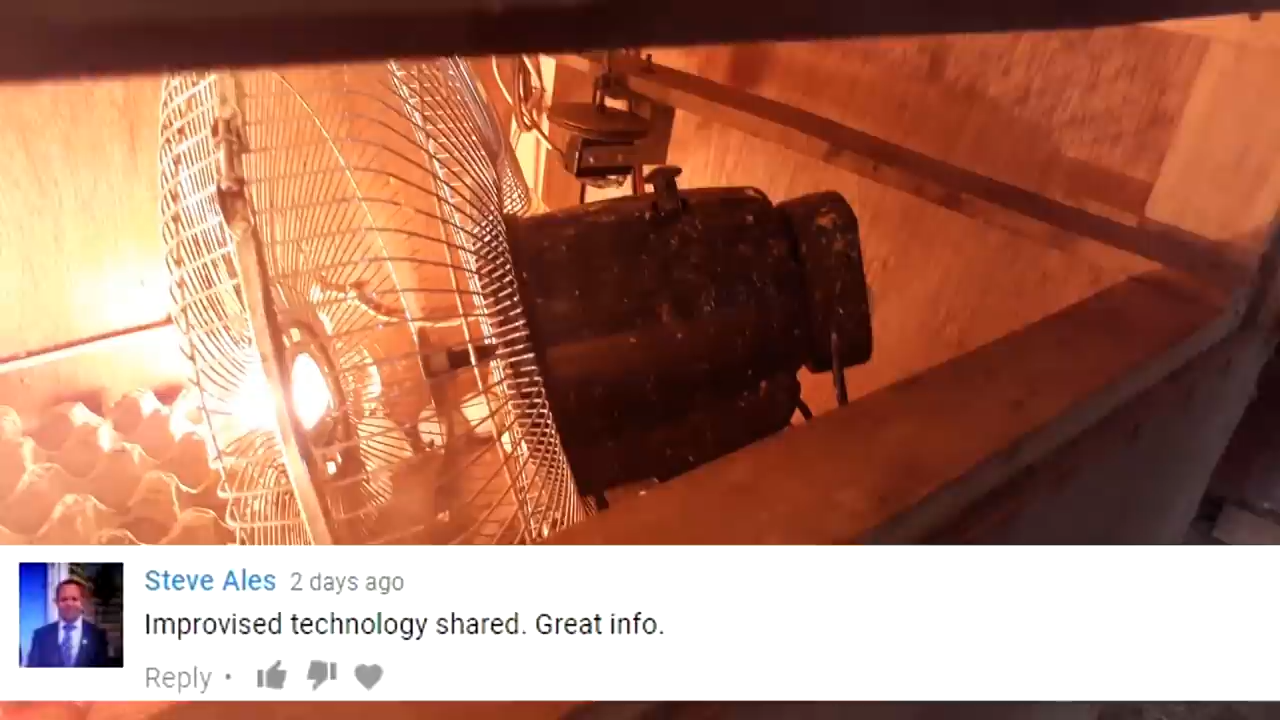 Steve Ales 2 days ago
Improvised technology shared. Great info.
Reply •